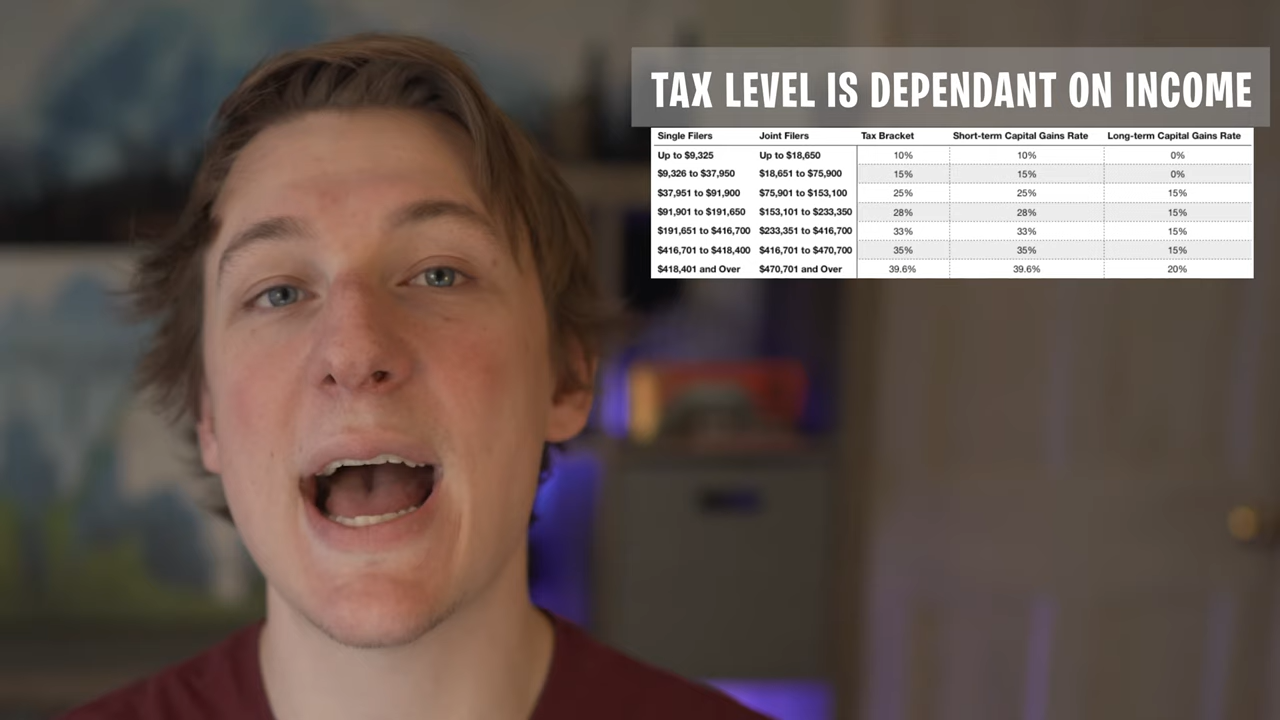 TAX LEVEL IS DEPENDANT ON INCOME
Single Filers Joint Filers Tax Bracket Short-term Capital Gains Rate Long-term Capital Gains Rate
Up to $9,325 Up to $18,650 10% 10% 0%
$9,326 to $37,950 $18,651 to $75,900 15% 15% 0%
$37,951 to $91,900 $75,901 to $153,100 25% 25% 15%
$91,901 to $191,650 $153,101 to $233,350 28% 28% 15%
$191,651 to $416,700 $233,351 to $416,700 33% 33% 15%
$416,701 to $418,400 $416,701 to $470,700 35% 35% 15%
$418,401 and Over $470,701 and Over 39.6% 39.6% 20%